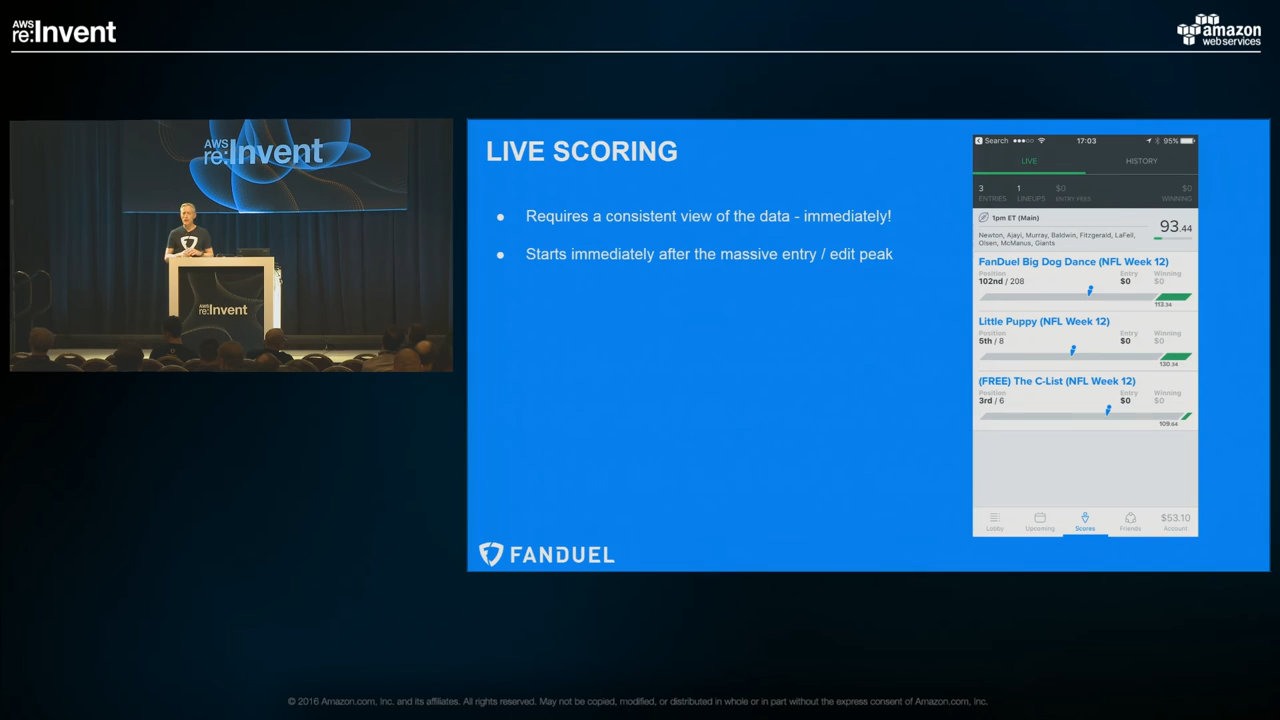 AWS
re:Invent
amazon
web services
AWS
re:Invent
AWS
re:Invent
LIVE SCORING
● Requires a consistent view of the data - immediately!
● Starts immediately after the massive entry / edit peak
FANDUEL
Search 17:03 95%
LIVE HISTORY
3 1 $0 $0
ENTRIES LINEUPS ENTRY FEES WINNING
1pm ET (Main) 93.44
Newton, Ajayi, Murray, Baldwin, Fitzgerald, LaFell,
Olsen, McManus, Giants
FanDuel Big Dog Dance (NFL Week 12)
Position Entry Winning
102nd / 208 $0 $0
113.34
Little Puppy (NFL Week 12)
Position Entry Winning
5th / 8 $0 $0
130.34
(FREE) The C-List (NFL Week 12)
Position Entry Winning
3rd / 6 $0 $0
109.64
$53.10
Lobby Upcoming Scores Friends Account
© 2016 Amazon.com, Inc. and its affiliates. All rights reserved. May not be copied, modified, or distributed in whole or in part without the express consent of Amazon.com, Inc.